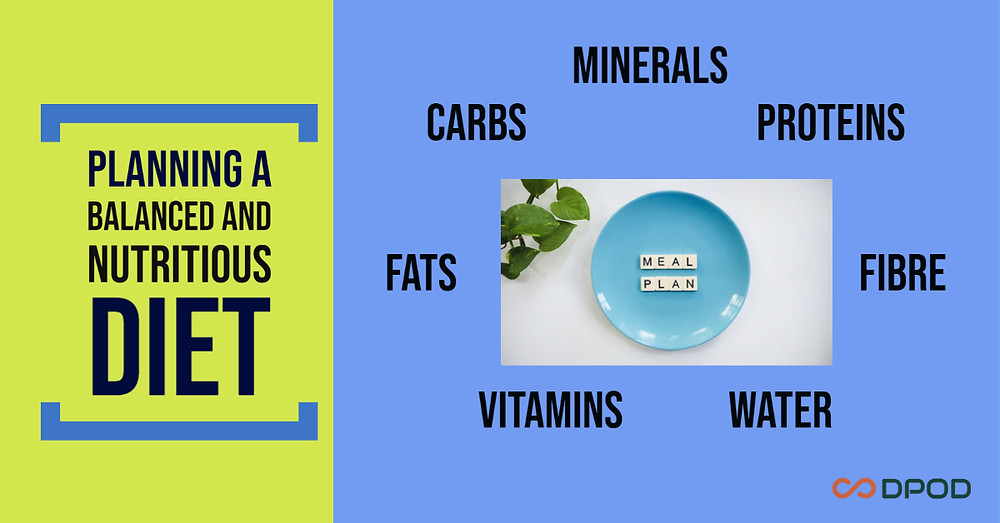 PLANNING A
BALANCED AND
NUTRITIOUS
DIET
MINERALS
CARBS
PROTEINS
MEAL
PLAN
FATS
FIBRE
VITAMINS
WATER
DPOD